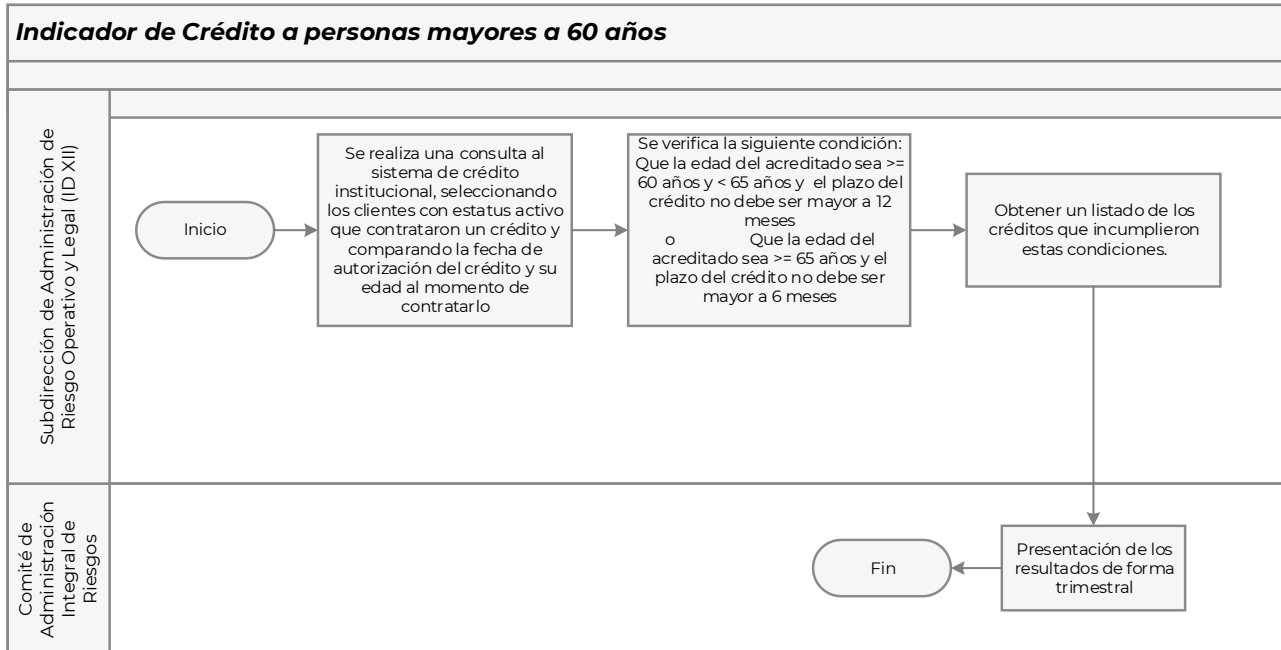 Indicador de Crédito a personas mayores a 60 años
Subdirección de Administración de
Riesgo Operativo y Legal (ID XII)
Inicio
Se realiza una consulta al
sistema de crédito
institucional, seleccionando
los clientes con estatus activo
que contrataron un crédito y
comparando la fecha de
autorización del crédito y su
edad al momento de
contratarlo
Se verifica la siguiente condición:
Que la edad del acreditado sea >=
60 años y < 65 años y el plazo del
crédito no debe ser mayor a 12
meses
o Que la edad del
acreditado sea >= 65 años y el
plazo del crédito no debe ser
mayor a 6 meses
Obtener un listado de los
créditos que incumplieron
estas condiciones.
Comité de
Administración
Integral de
Riesgos
Fin
Presentación de los
resultados de forma
trimestral